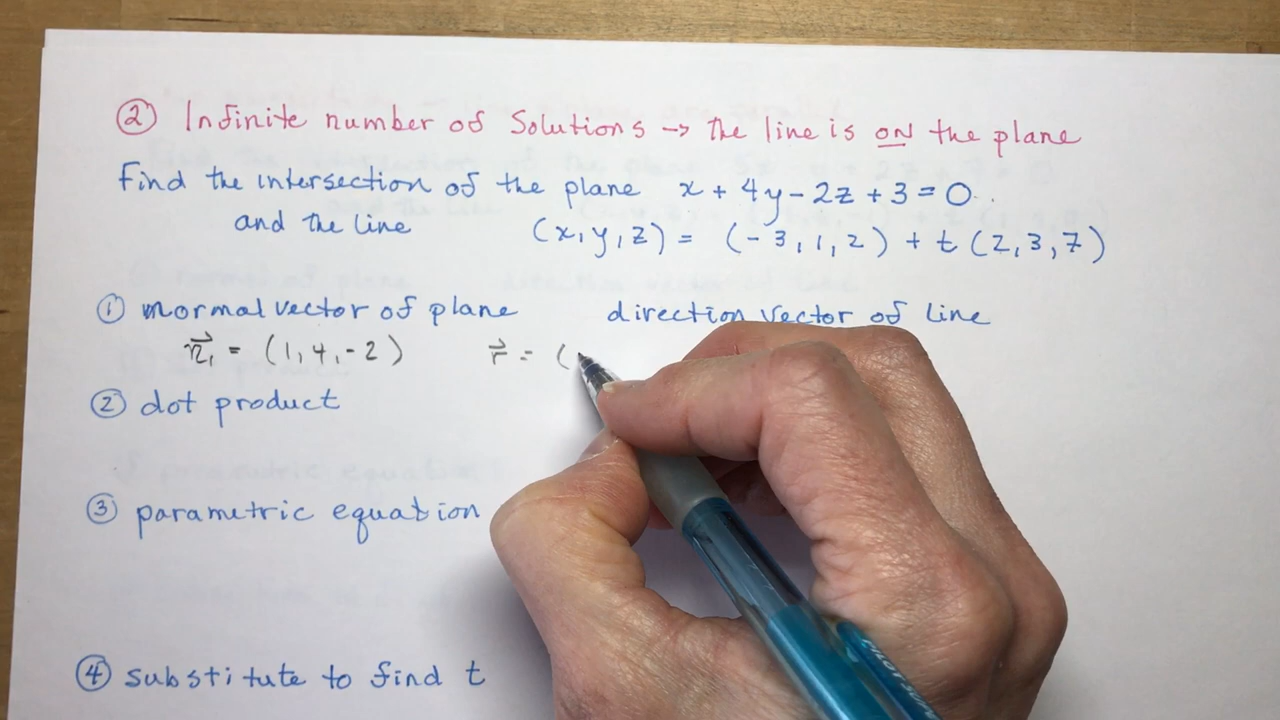 ② Infinite number of Solutions → the line is ON the plane
Find the intersection of the plane x + 4y - 2z + 3 = 0
and the line (x, y, z) = (-3, 1, 2) + t (2, 3, 7)
① normal vector of plane direction vector of line
n⃗₁ = (1, 4, -2) r⃗ = (
② dot product
③ parametric equation
④ substitute to find t